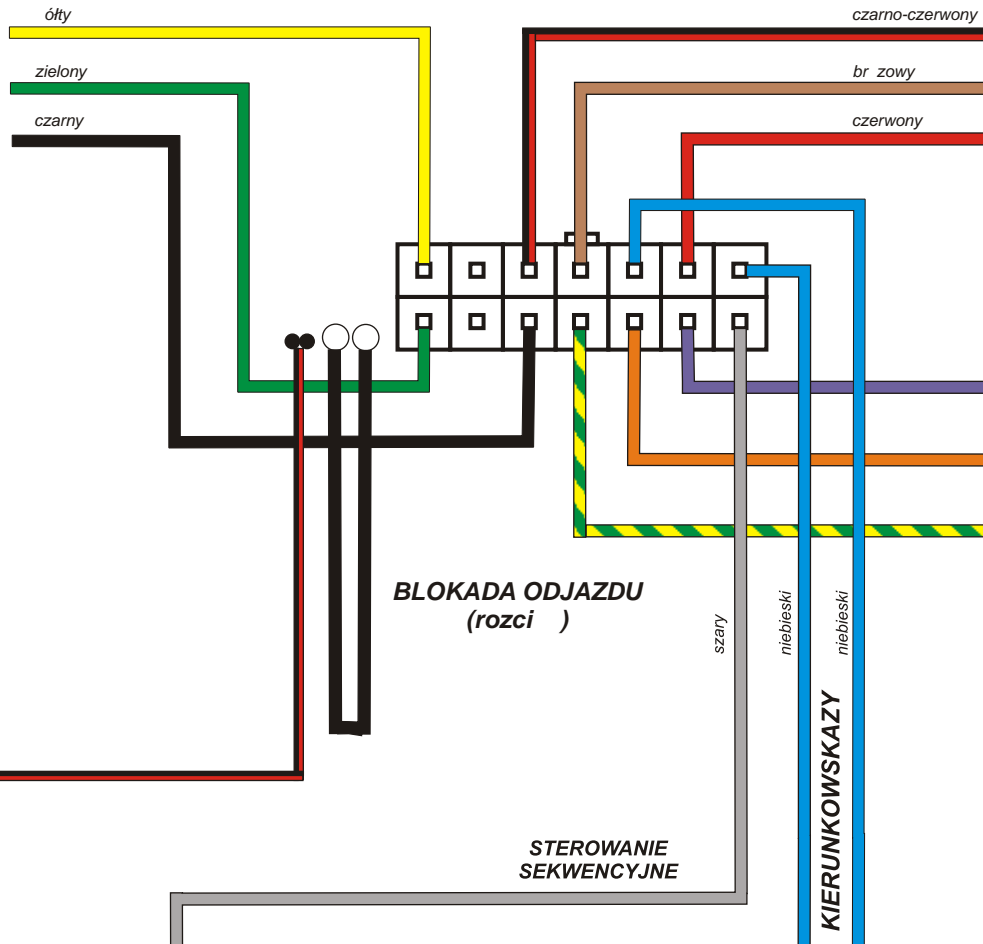 ółty
czarno-czerwony
zielony
br zowy
czarny
czerwony
BLOKADA ODJAZDU
(rozci )
szary
niebieski
niebieski
KIERUNKOWSKAZY
STEROWANIE
SEKWENCYJNE